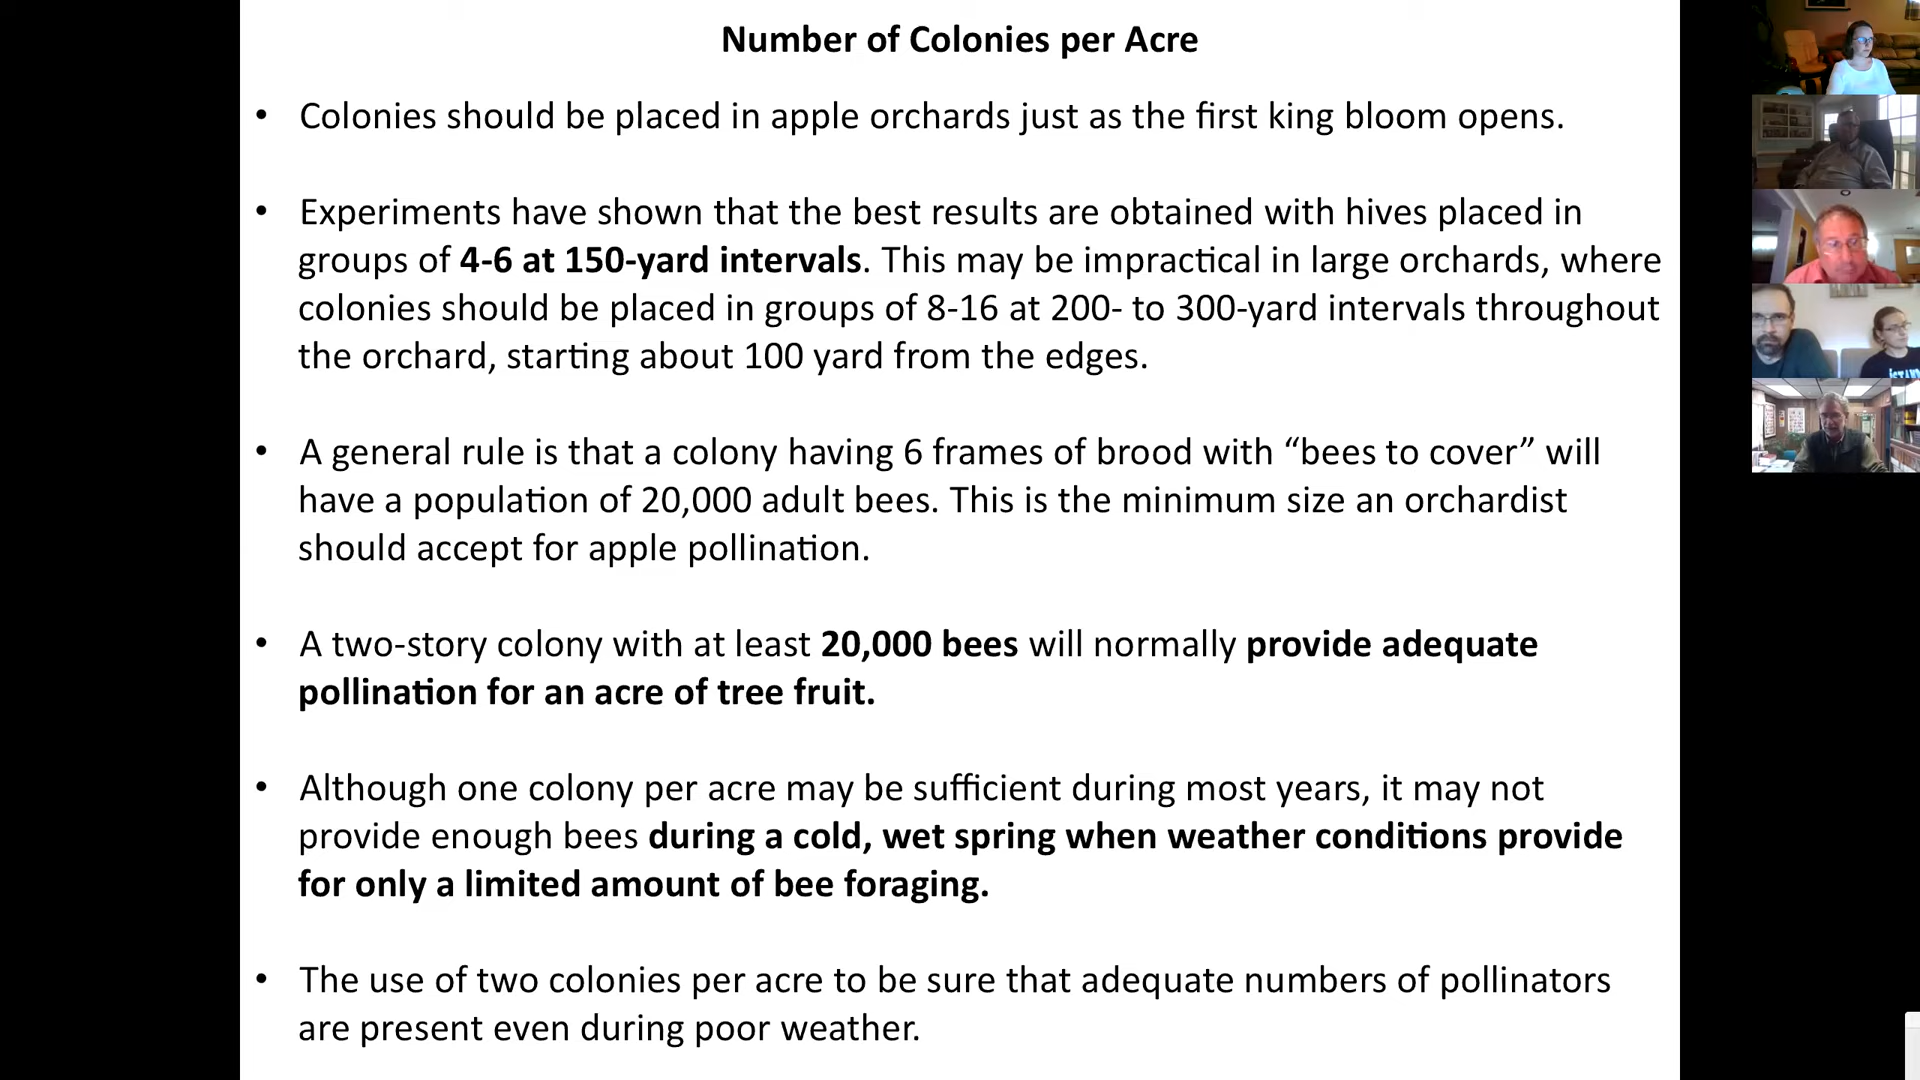 Number of Colonies per Acre
• Colonies should be placed in apple orchards just as the first king bloom opens.
• Experiments have shown that the best results are obtained with hives placed in
groups of 4-6 at 150-yard intervals. This may be impractical in large orchards, where
colonies should be placed in groups of 8-16 at 200- to 300-yard intervals throughout
the orchard, starting about 100 yard from the edges.
• A general rule is that a colony having 6 frames of brood with “bees to cover” will
have a population of 20,000 adult bees. This is the minimum size an orchardist
should accept for apple pollination.
• A two-story colony with at least 20,000 bees will normally provide adequate
pollination for an acre of tree fruit.
• Although one colony per acre may be sufficient during most years, it may not
provide enough bees during a cold, wet spring when weather conditions provide
for only a limited amount of bee foraging.
• The use of two colonies per acre to be sure that adequate numbers of pollinators
are present even during poor weather.